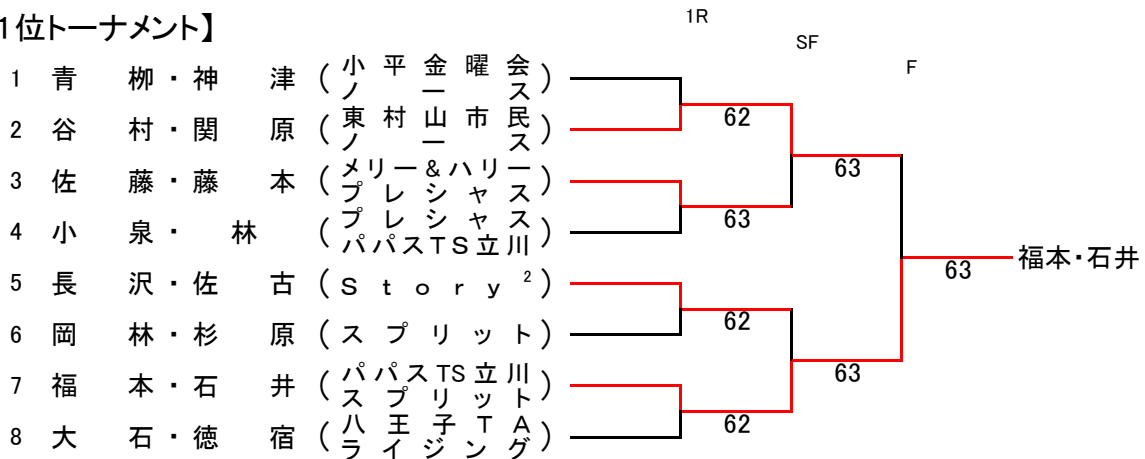 1位トーナメント】
1R
SF
F
1 青 栁・神 津 (小平金曜会 ノース)
2 谷 村・関 原 (東村山市民 ノース)
3 佐 藤・藤 本 (メリー&ハリー プレシャス)
4 小 泉・ 林 (プレシャス パパスTS立川)
5 長 沢・佐 古 (Story²)
6 岡 林・杉 原 (スプリット)
7 福 本・石 井 (パパスTS立川 スプリット)
8 大 石・徳 宿 (八王子TA ライジング)
62
63
62
62
63
63
63
福本・石井